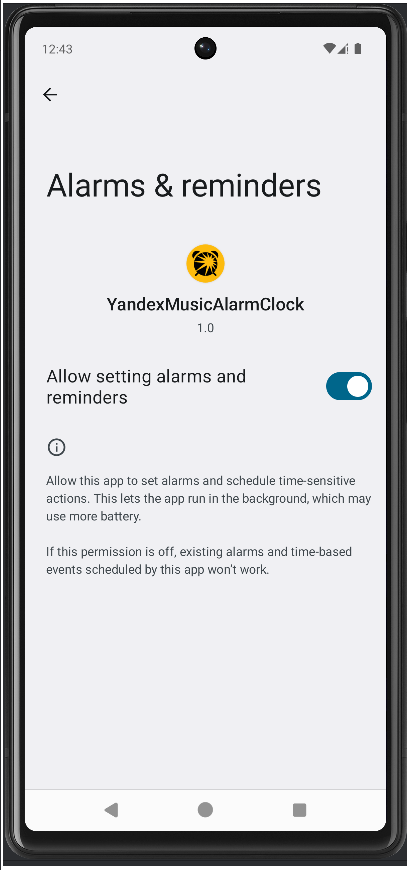 12:43
Alarms & reminders
YandexMusicAlarmClock
1.0
Allow setting alarms and
reminders
Allow this app to set alarms and schedule time-sensitive
actions. This lets the app run in the background, which may
use more battery.
If this permission is off, existing alarms and time-based
events scheduled by this app won't work.